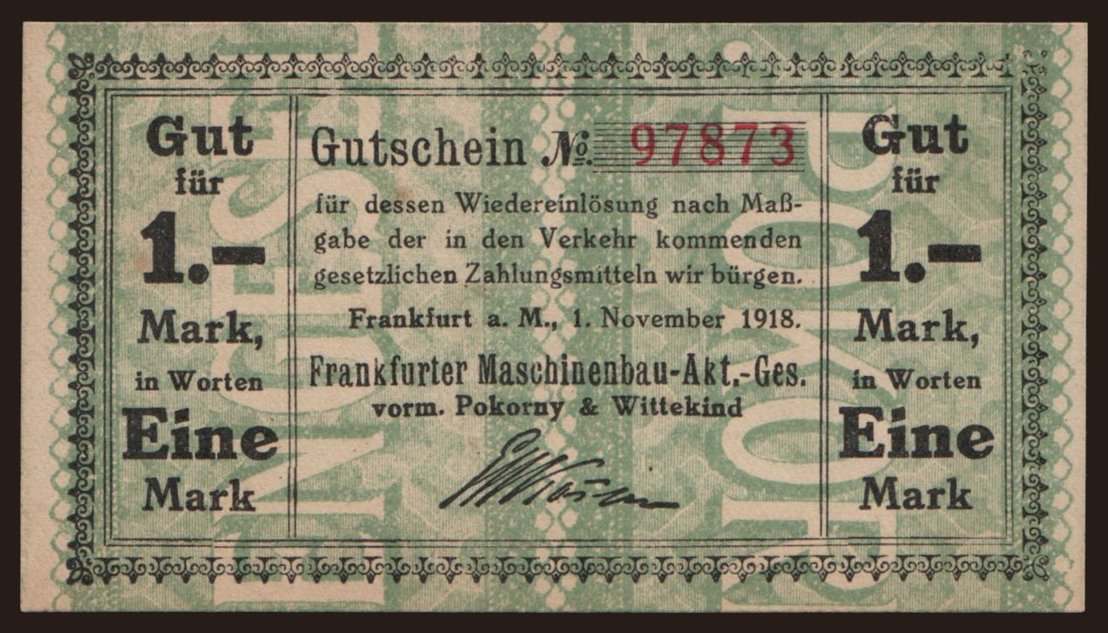 Gut
für
1.—
Mark,
in Worten
Eine
Mark
Gutschein No. 97873
für dessen Wiedereinlösung nach Maß-
gabe der in den Verkehr kommenden
gesetzlichen Zahlungsmitteln wir bürgen.
Frankfurt a. M., 1. November 1918.
Frankfurter Maschinenbau-Akt.-Ges.
vorm. Pokorny & Wittekind
Gut
für
1.—
Mark,
in Worten
Eine
Mark